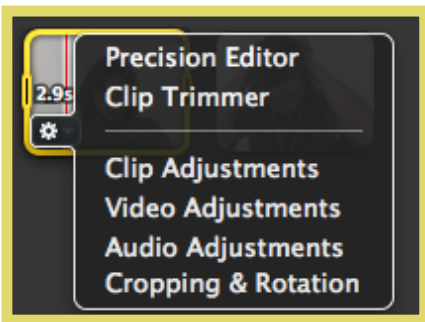 Precision Editor
2.9s Clip Trimmer
Clip Adjustments
Video Adjustments
Audio Adjustments
Cropping & Rotation